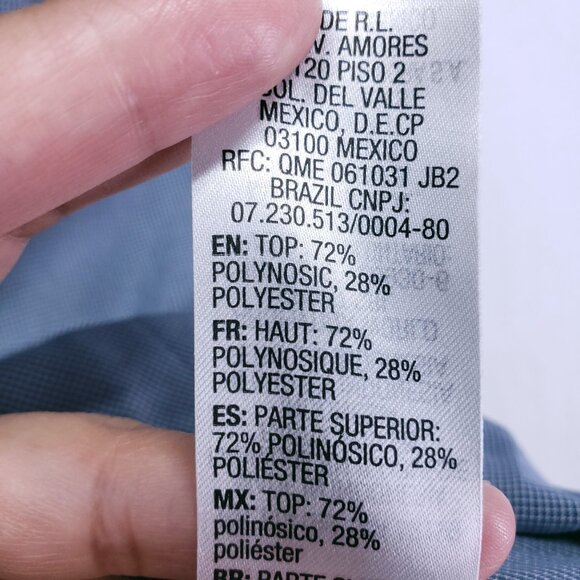 DE R.L.
V. AMORES
120 PISO 2
COL. DEL VALLE
MEXICO, D.E.CP
03100 MEXICO
RFC: QME 061031 JB2
BRAZIL CNPJ:
07.230.513/0004-80
EN: TOP: 72%
POLYNOSIC, 28%
POLYESTER
FR: HAUT: 72%
POLYNOSIQUE, 28%
POLYESTER
ES: PARTE SUPERIOR:
72% POLINÓSICO, 28%
POLIÉSTER
MX: TOP: 72%
polinósico, 28%
poliéster
BR: PARTE